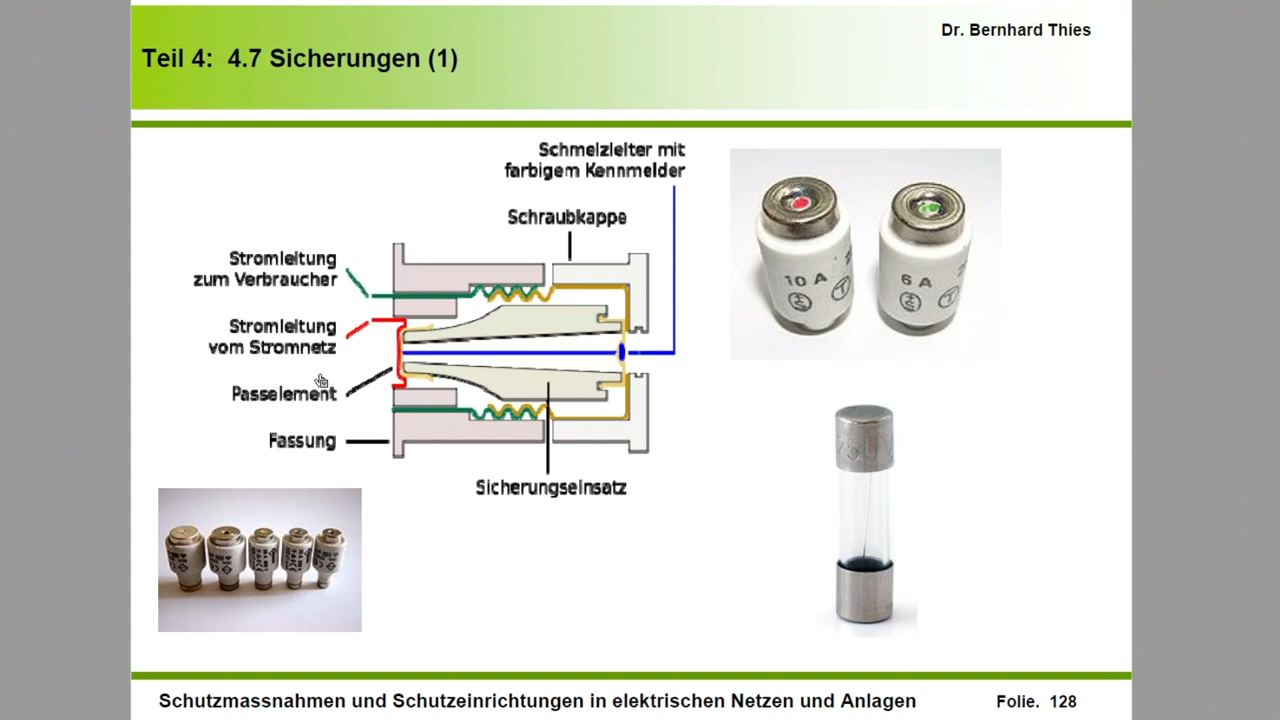 Dr. Bernhard Thies
Teil 4: 4.7 Sicherungen (1)
Schmelzleiter mit
farbigem Kennmelder
Schraubkappe
Stromleitung
zum Verbraucher
Stromleitung
vom Stromnetz
Passelement
Fassung
Sicherungseinsatz
10 A
6 A
Schutzmassnahmen und Schutzeinrichtungen in elektrischen Netzen und Anlagen
Folie. 128